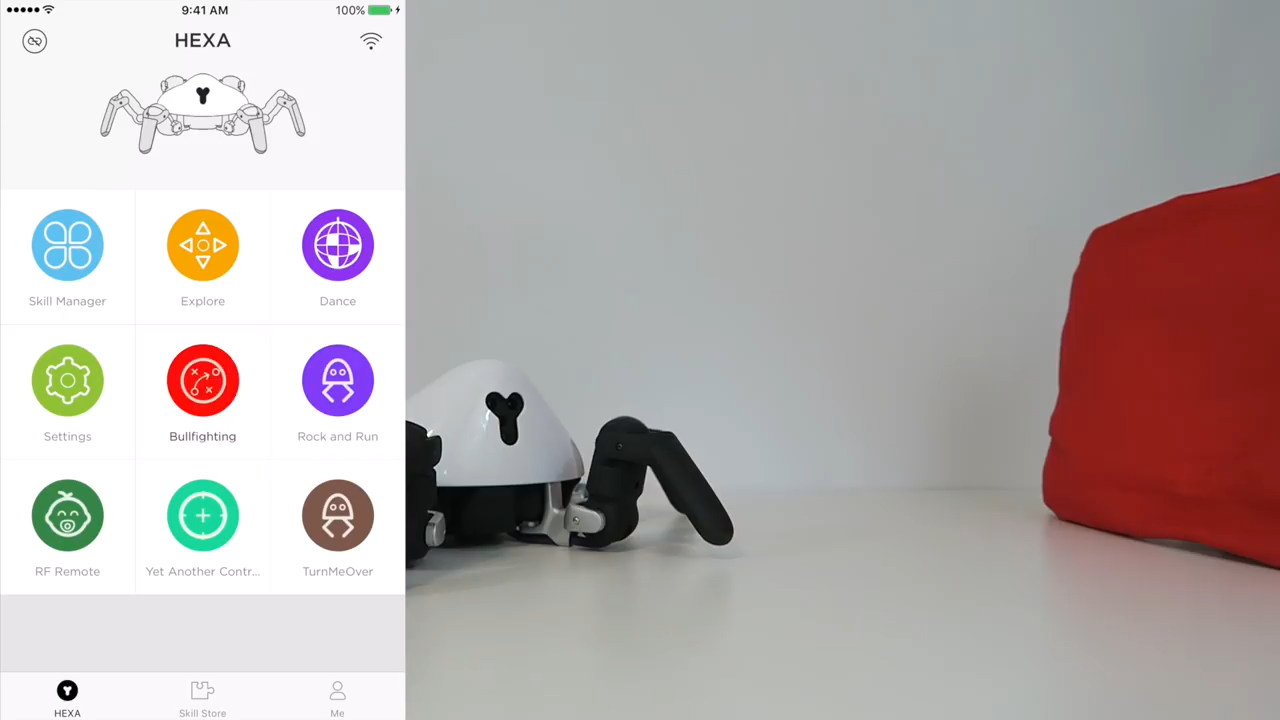 9:41 AM
100%
HEXA
Skill Manager
Explore
Dance
Settings
Bullfighting
Rock and Run
RF Remote
Yet Another Contr...
TurnMeOver
HEXA
Skill Store
Me